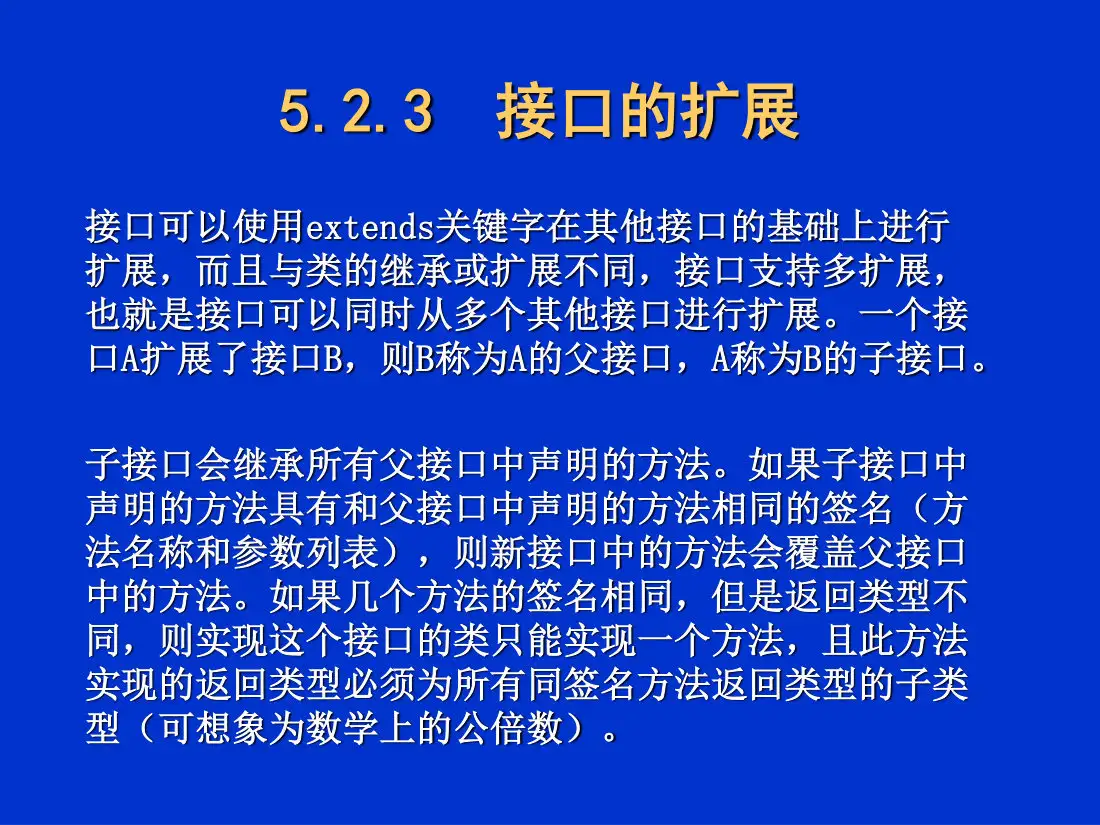 5.2.3 接口的扩展
接口可以使用extends关键字在其他接口的基础上进行
扩展，而且与类的继承或扩展不同，接口支持多扩展，
也就是接口可以同时从多个其他接口进行扩展。一个接
口A扩展了接口B，则B称为A的父接口，A称为B的子接口。
子接口会继承所有父接口中声明的方法。如果子接口中
声明的方法具有和父接口中声明的方法相同的签名（方
法名称和参数列表），则新接口中的方法会覆盖父接口
中的方法。如果几个方法的签名相同，但是返回类型不
同，则实现这个接口的类只能实现一个方法，且此方法
实现的返回类型必须为所有同签名方法返回类型的子类
型（可想象为数学上的公倍数）。